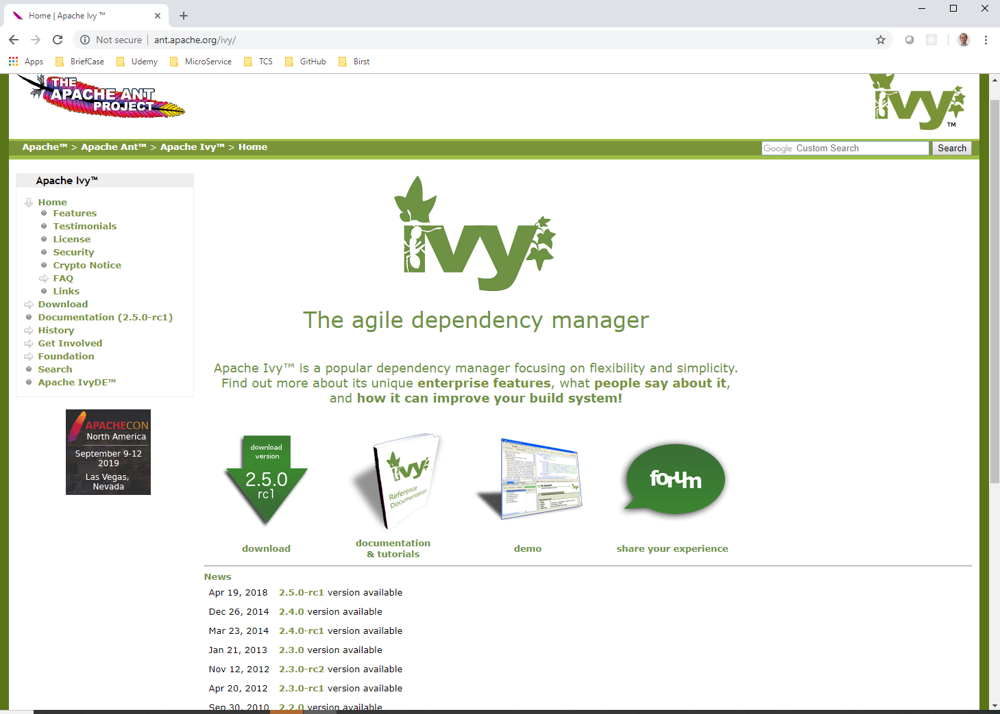 Home | Apache Ivy ™
Not secure | ant.apache.org/ivy/
Apps BriefCase Udemy MicroService TCS GitHub Birst
THE
APACHE ANT
PROJECT
ivy
TM
Apache™ > Apache Ant™ > Apache Ivy™ > Home
Google Custom Search
Search
Apache Ivy™
Home
Features
Testimonials
License
Security
Crypto Notice
FAQ
Links
Download
Documentation (2.5.0-rc1)
History
Get Involved
Foundation
Search
Apache IvyDE™
APACHECON
North America
September 9-12
2019
Las Vegas,
Nevada
ivy
The agile dependency manager
Apache Ivy™ is a popular dependency manager focusing on flexibility and simplicity.
Find out more about its unique enterprise features, what people say about it,
and how it can improve your build system!
download
version
2.5.0
rc1
download
ivy
Reference
Documentation
documentation
& tutorials
demo
forum
share your experience
News
Apr 19, 2018 2.5.0-rc1 version available
Dec 26, 2014 2.4.0 version available
Mar 23, 2014 2.4.0-rc1 version available
Jan 21, 2013 2.3.0 version available
Nov 12, 2012 2.3.0-rc2 version available
Apr 20, 2012 2.3.0-rc1 version available
Sep 30, 2010 2.2.0 version available